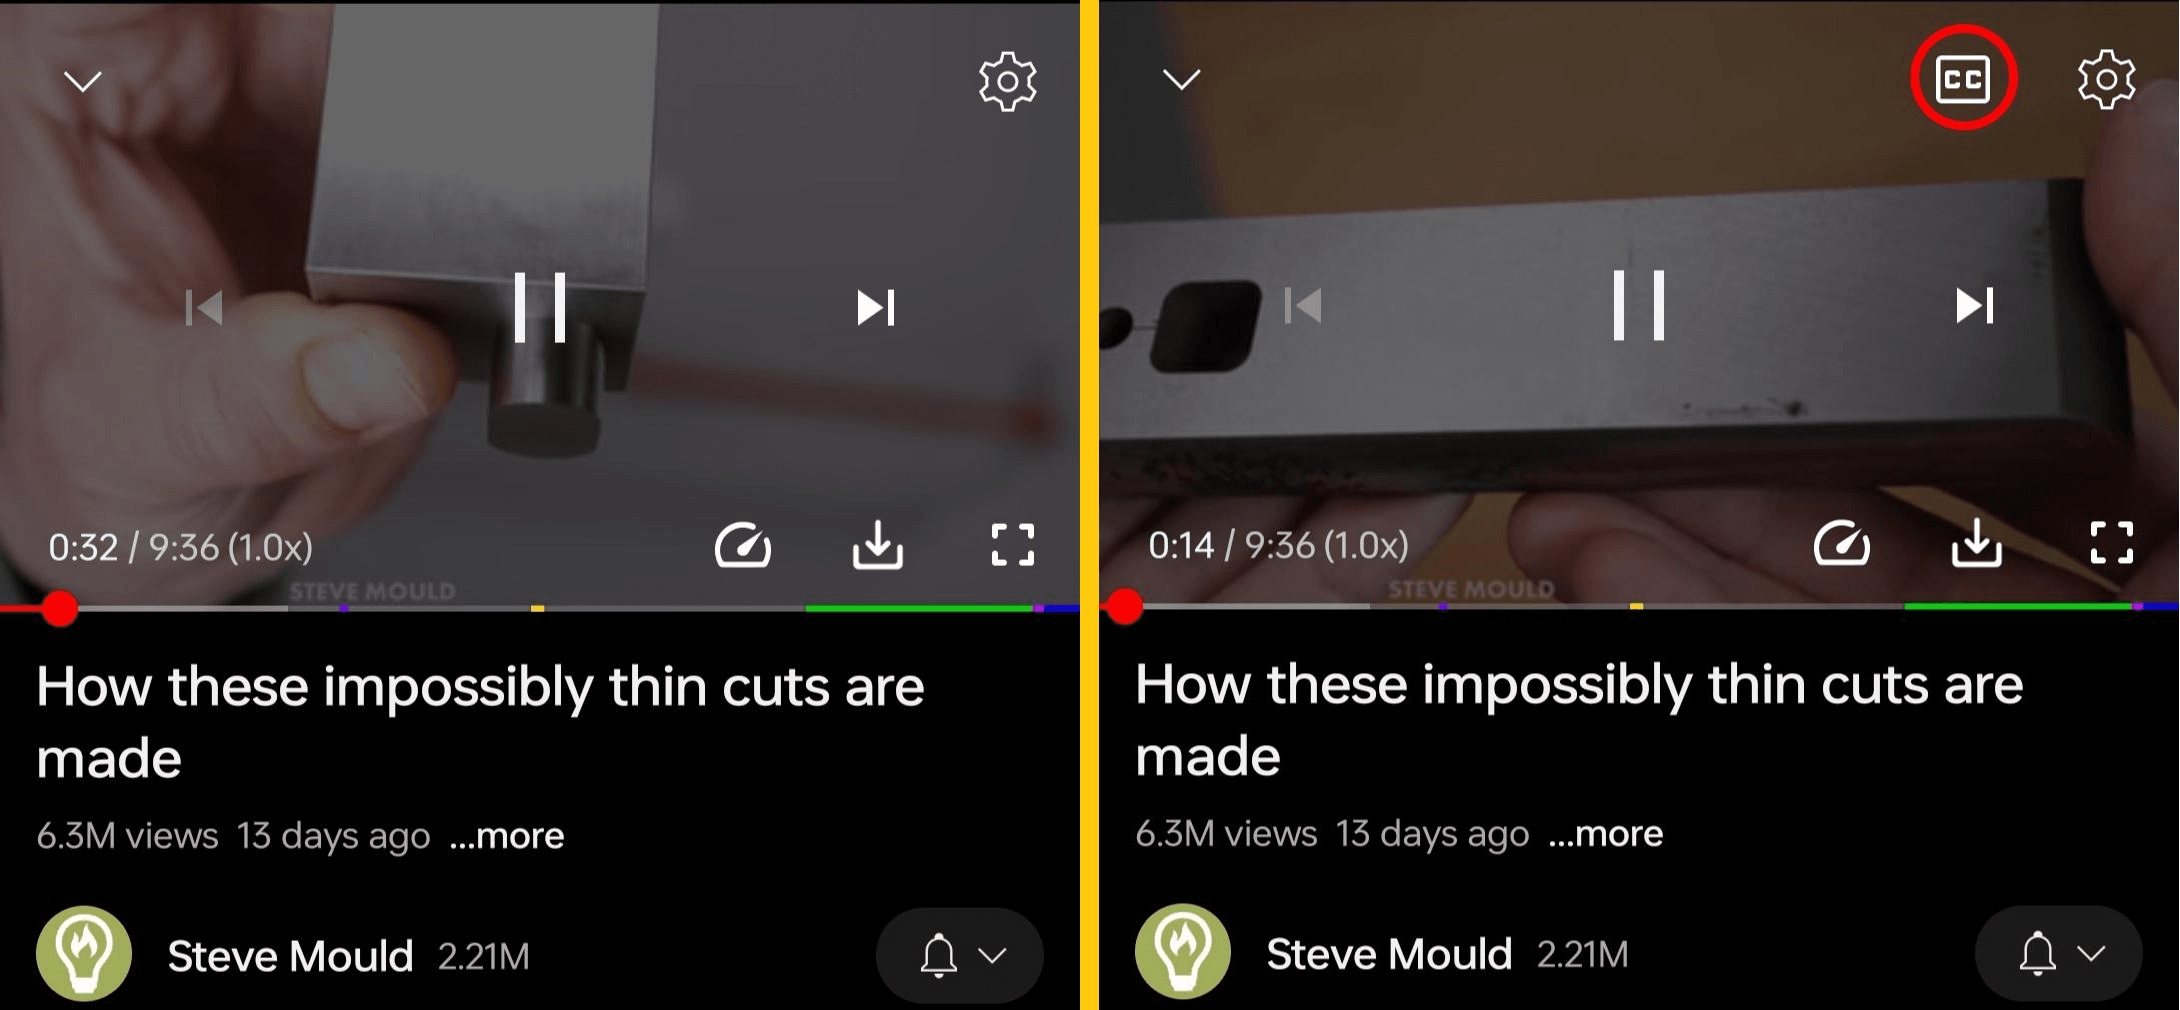 0:32 / 9:36 (1.0x)
STEVE MOULD
How these impossibly thin cuts are
made
6.3M views 13 days ago ...more
Steve Mould 2.21M
CC
0:14 / 9:36 (1.0x)
STEVE MOULD
How these impossibly thin cuts are
made
6.3M views 13 days ago ...more
Steve Mould 2.21M